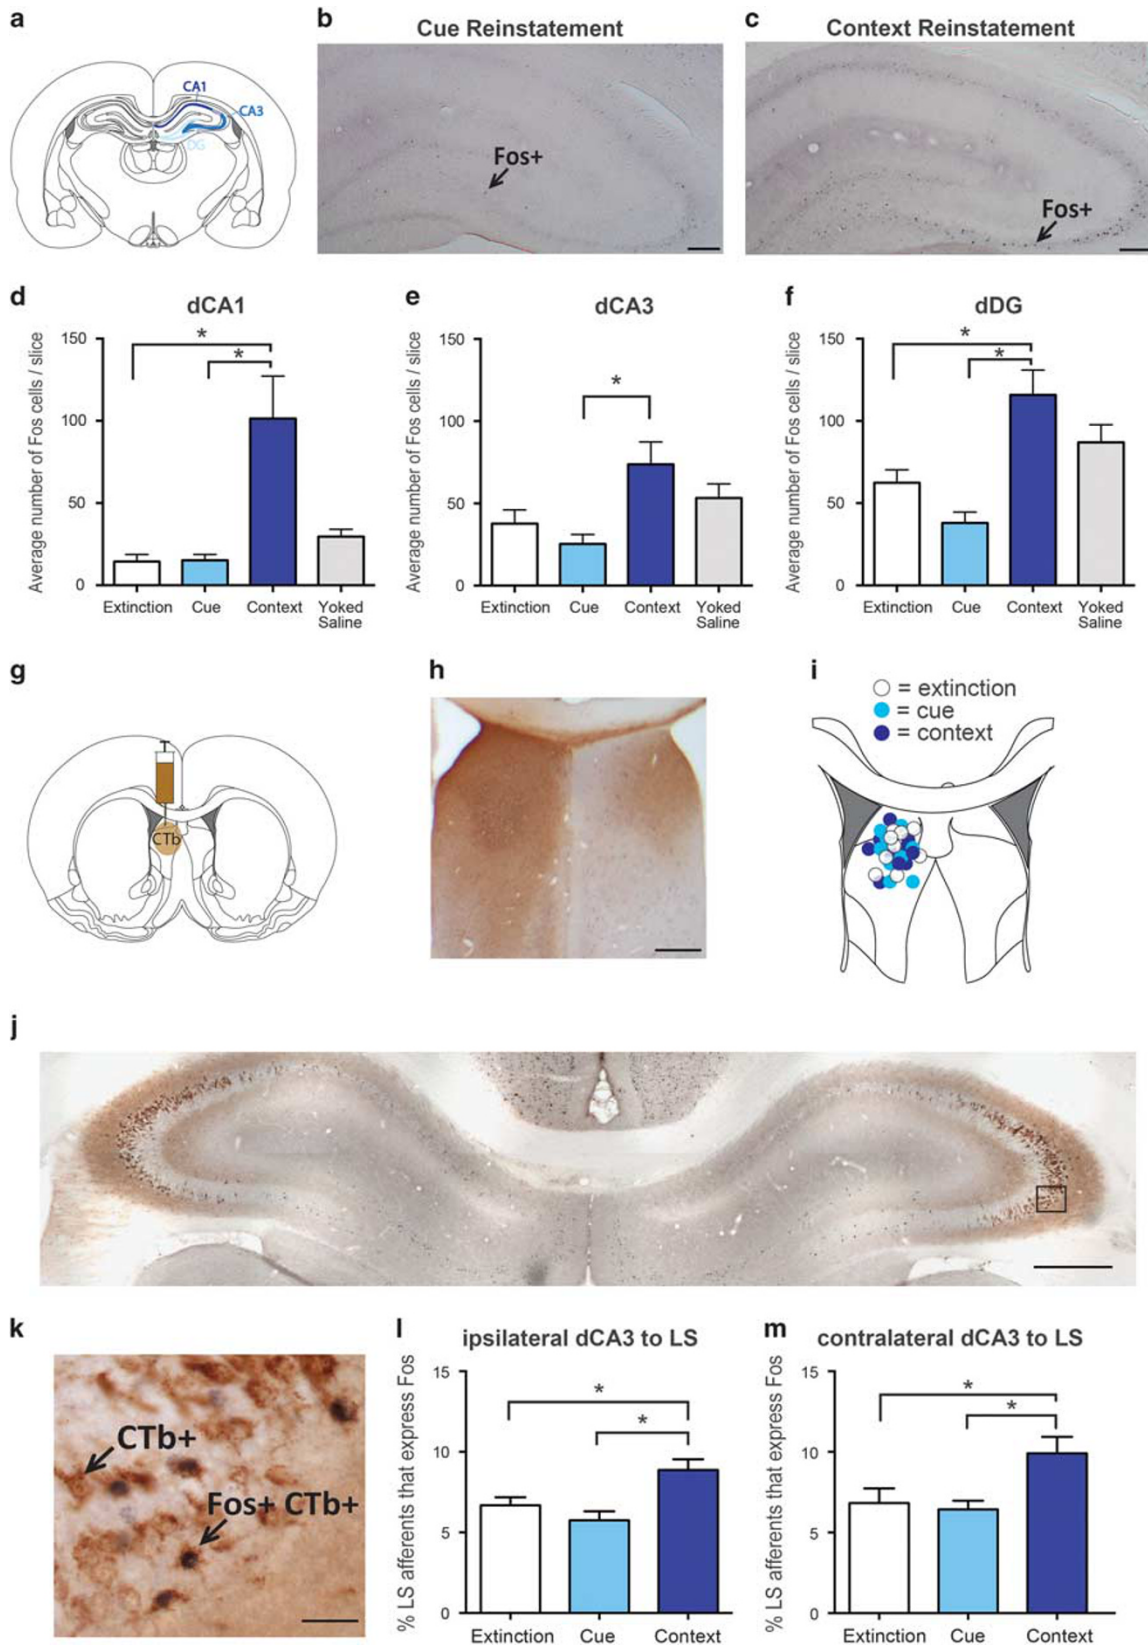 a
CA1
CA3
DG
b
Cue Reinstatement
Fos+
c
Context Reinstatement
Fos+
d
dCA1
Average number of Fos cells / slice
150
100
50
0
*
*
Extinction
Cue
Context
Yoked
Saline
e
dCA3
Average number of Fos cells / slice
150
100
50
0
*
Extinction
Cue
Context
Yoked
Saline
f
dDG
Average number of Fos cells / slice
150
100
50
0
*
*
Extinction
Cue
Context
Yoked
Saline
g
CTb
h
i
= extinction
= cue
= context
j
k
CTb+
Fos+ CTb+
l
ipsilateral dCA3 to LS
% LS afferents that express Fos
15
10
5
0
*
*
Extinction
Cue
Context
m
contralateral dCA3 to LS
% LS afferents that express Fos
15
10
5
0
*
*
Extinction
Cue
Context